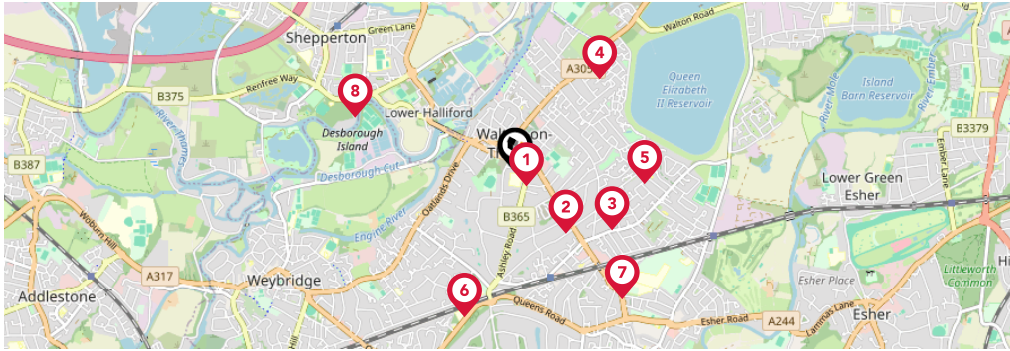 Shepperton
Green Lane
Walton Road
4
A305
Renfree Way
8
B375
Queen
Elizabeth
II Reservoir
Island
Barn Reservoir
River Mole
River Ember
Lower Halliford
River Thames
Desborough
Island
B3379
Ember Lane
1
5
B387
Desborough Cut
Lower Green
Esher
Oatlands Drive
2
3
B365
Engine River
Woburn Hill
Ashley Road
A317
Weybridge
7
Esher Place
Littleworth
Common
Addlestone
6
Queens Road
Esher Road
A244
Lammas Lane
Esher
Hill